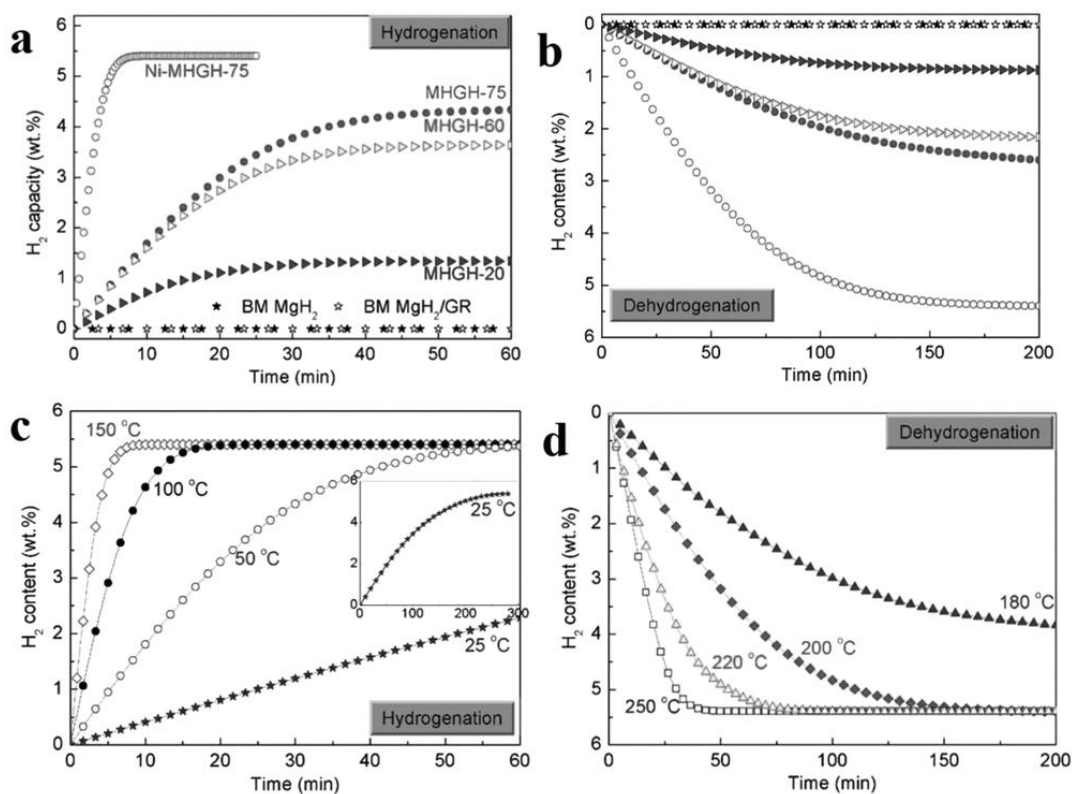 a
Hydrogenation
Ni-MHGH-75
MHGH-75
MHGH-60
MHGH-20
★ BM MgH₂ ☆ BM MgH₂/GR
H₂ capacity (wt.%)
6
5
4
3
2
1
0
0 10 20 30 40 50 60
Time (min)
b
Dehydrogenation
H₂ content (wt.%)
0
1
2
3
4
5
6
0 50 100 150 200
Time (min)
c
150 °C
100 °C
50 °C
25 °C
6
4
2
0
0 100 200 300
25 °C
Hydrogenation
H₂ content (wt.%)
6
5
4
3
2
1
0
0 10 20 30 40 50 60
Time (min)
d
Dehydrogenation
180 °C
200 °C
220 °C
250 °C
H₂ content (wt.%)
0
1
2
3
4
5
6
0 50 100 150 200
Time (min)